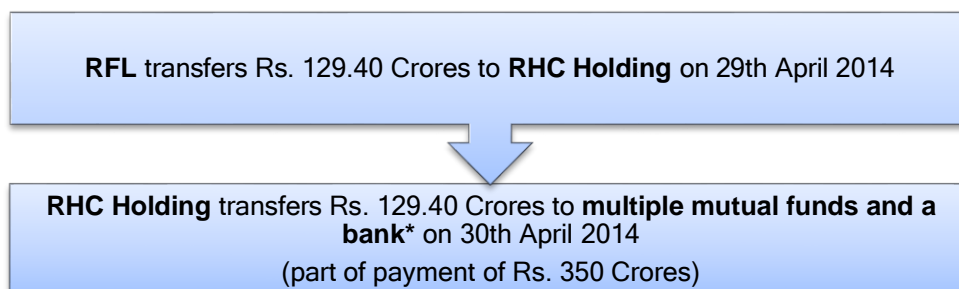 RFL transfers Rs. 129.40 Crores to RHC Holding on 29th April 2014
RHC Holding transfers Rs. 129.40 Crores to multiple mutual funds and a
bank* on 30th April 2014
(part of payment of Rs. 350 Crores)